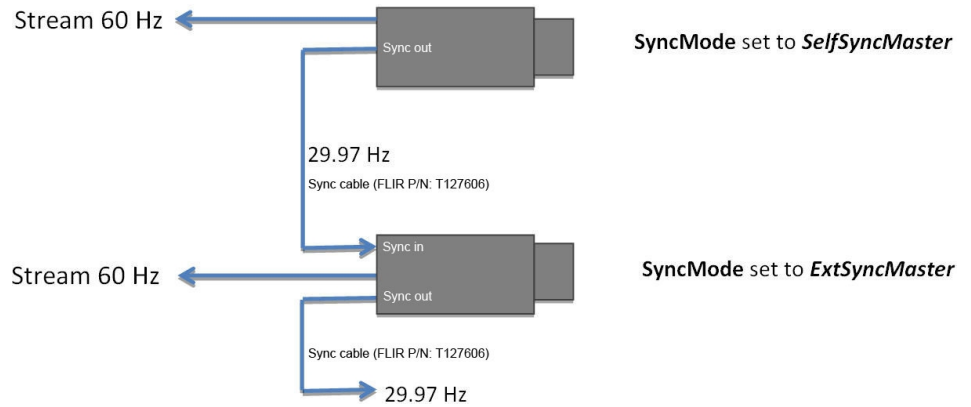 Stream 60 Hz
Sync out
SyncMode set to SelfSyncMaster
29.97 Hz
Sync cable (FLIR P/N: T127606)
Sync in
Stream 60 Hz
SyncMode set to ExtSyncMaster
Sync out
Sync cable (FLIR P/N: T127606)
29.97 Hz